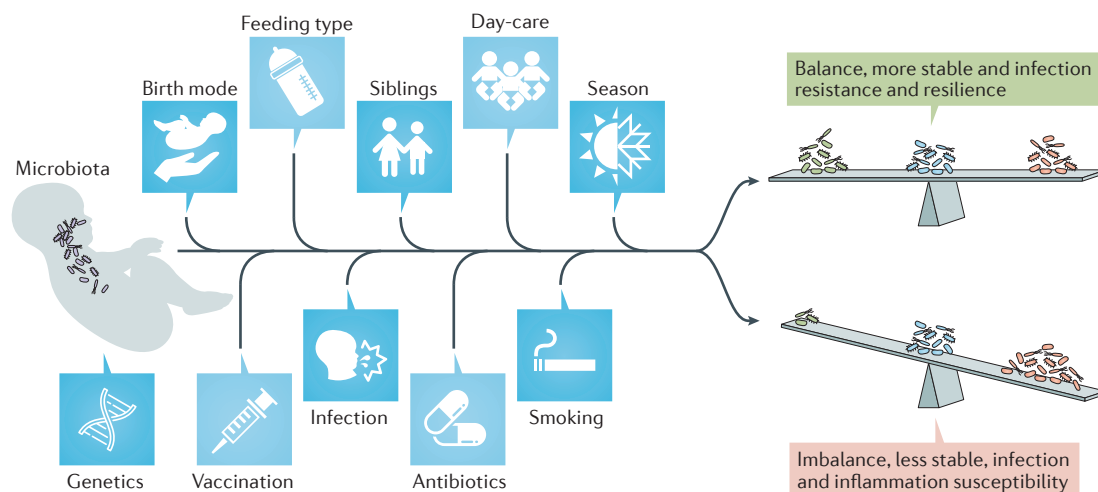 Feeding type
Day-care
Birth mode
Siblings
Season
Balance, more stable and infection
resistance and resilience
Microbiota
Infection
Smoking
Genetics
Vaccination
Antibiotics
Imbalance, less stable, infection
and inflammation susceptibility